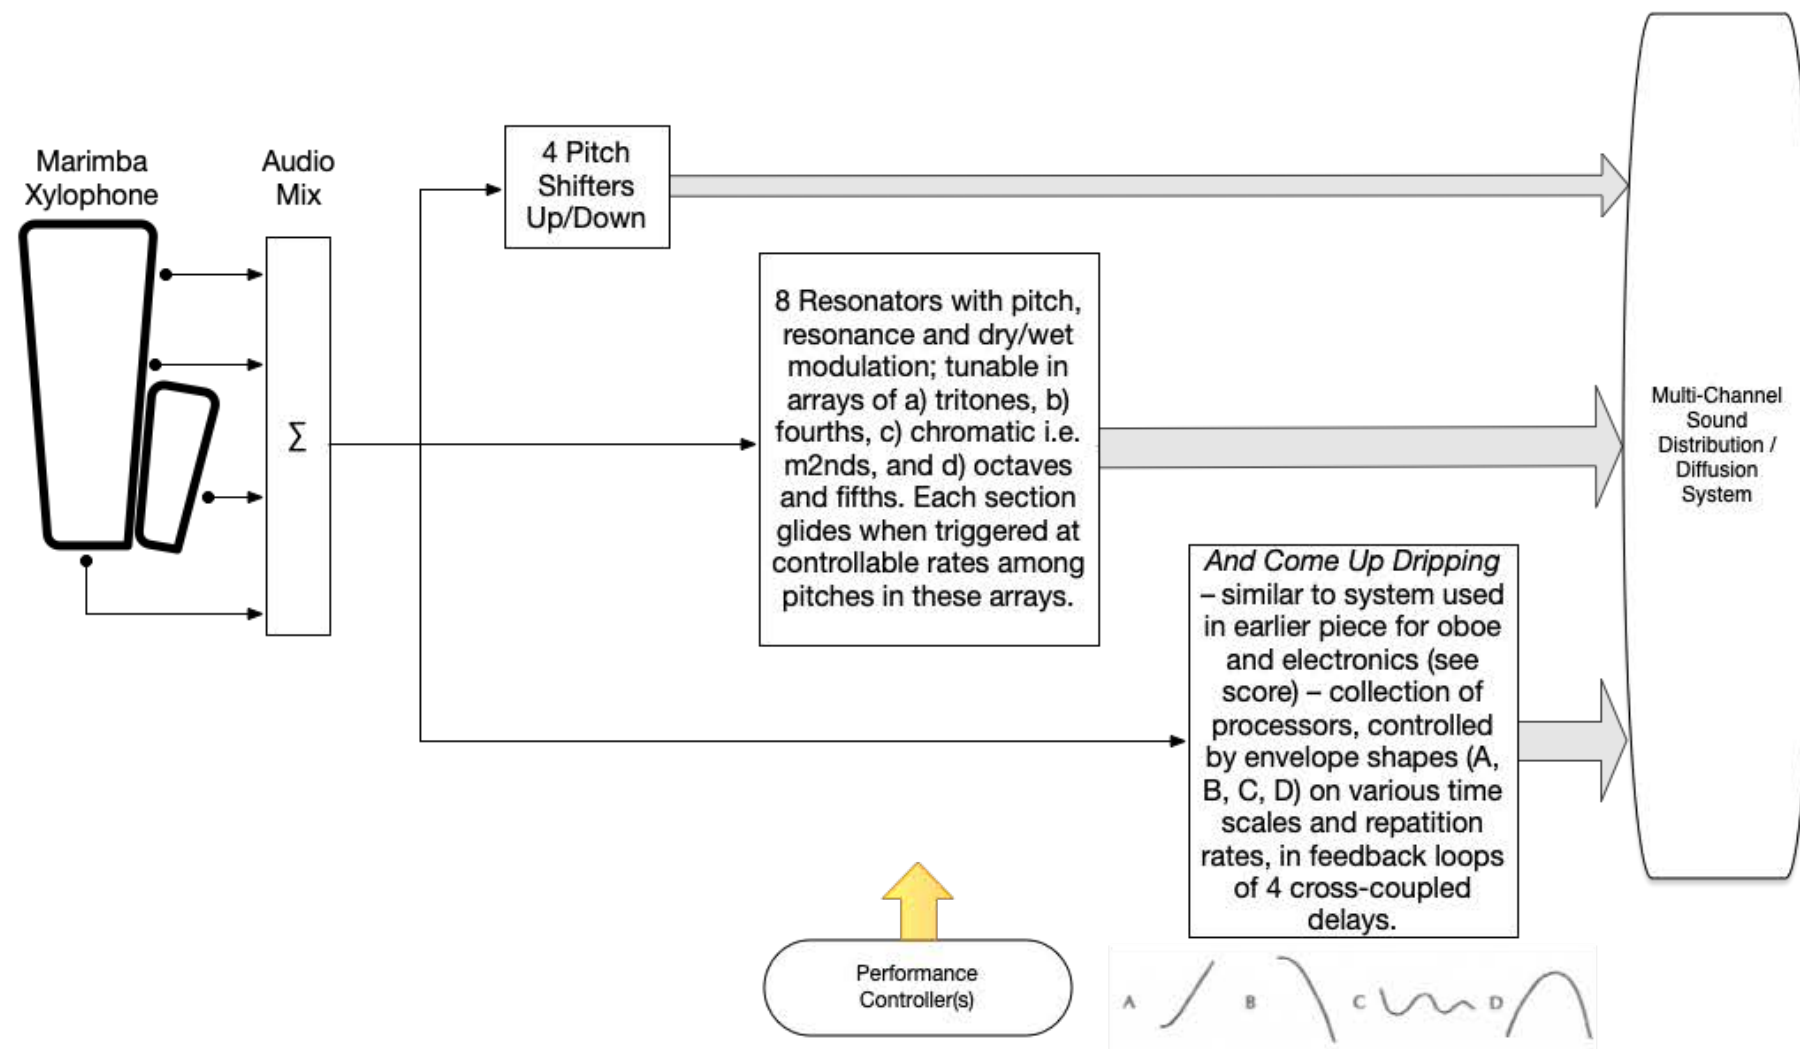 Marimba
Xylophone
Audio
Mix
Σ
4 Pitch
Shifters
Up/Down
8 Resonators with pitch,
resonance and dry/wet
modulation; tunable in
arrays of a) tritones, b)
fourths, c) chromatic i.e.
m2nds, and d) octaves
and fifths. Each section
glides when triggered at
controllable rates among
pitches in these arrays.
And Come Up Dripping
– similar to system used
in earlier piece for oboe
and electronics (see
score) – collection of
processors, controlled
by envelope shapes (A,
B, C, D) on various time
scales and repatition
rates, in feedback loops
of 4 cross-coupled
delays.
Multi-Channel
Sound
Distribution /
Diffusion
System
Performance
Controller(s)
A B C D